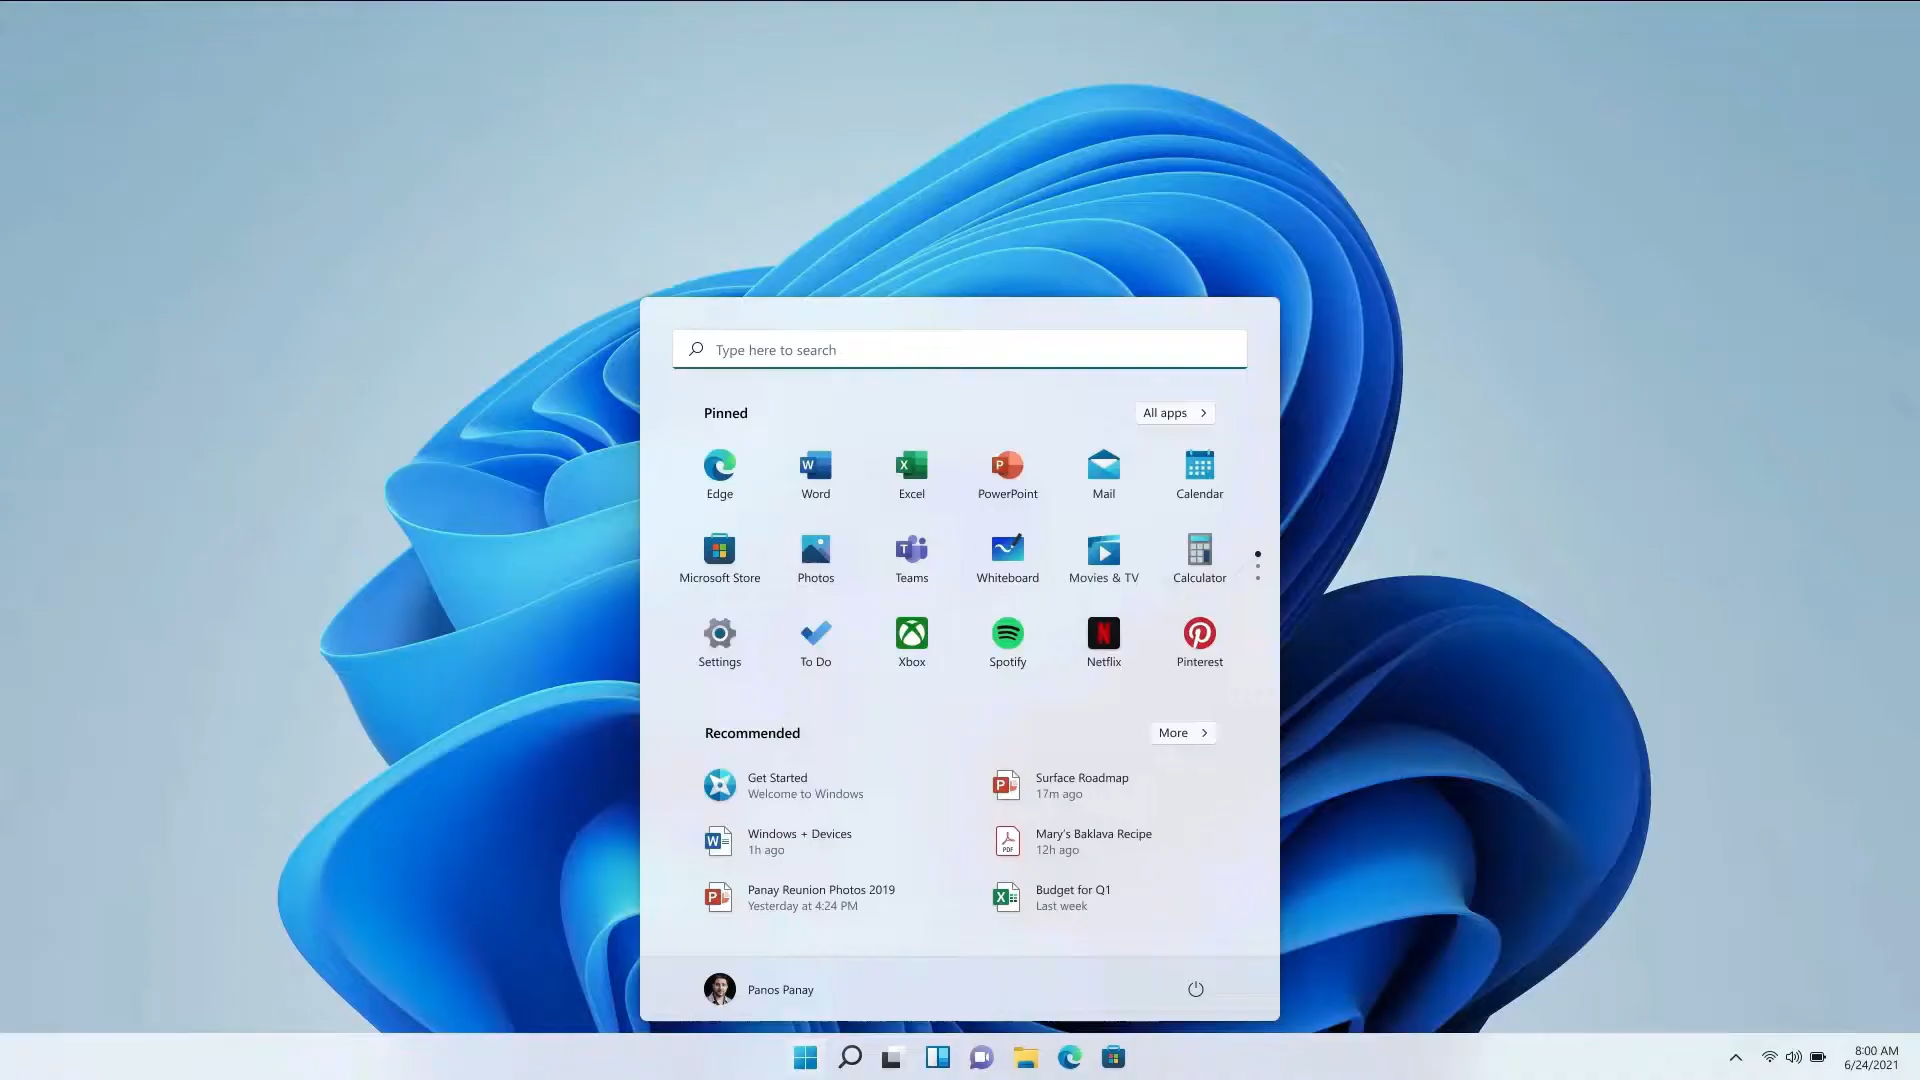 Type here to search
Pinned
All apps
Edge
Word
Excel
PowerPoint
Mail
Calendar
Microsoft Store
Photos
Teams
Whiteboard
Movies & TV
Calculator
Settings
To Do
Xbox
Spotify
Netflix
Pinterest
Recommended
More
Get Started
Welcome to Windows
Surface Roadmap
17m ago
Windows + Devices
1h ago
Mary's Baklava Recipe
12h ago
Panay Reunion Photos 2019
Yesterday at 4:24 PM
Budget for Q1
Last week
Panos Panay
8:00 AM
6/24/2021